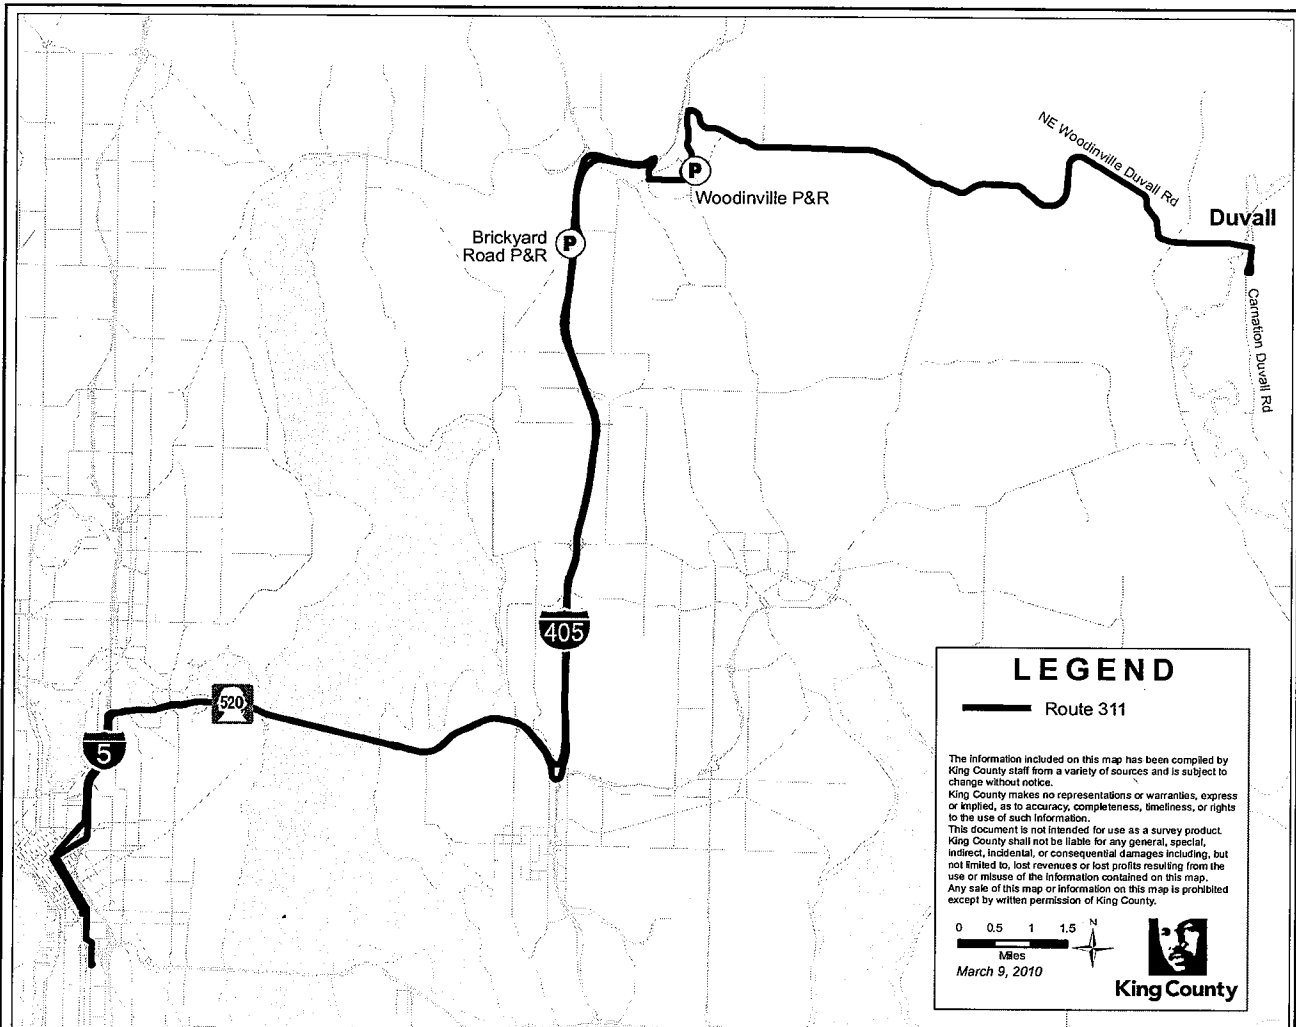 NE Woodinville Duvall Rd
P
Woodinville P&R
Duvall
Brickyard
Road P&R
P
Carnation Duvall Rd
405
520
5
LEGEND
Route 311
The information included on this map has been compiled by
King County staff from a variety of sources and is subject to
change without notice.
King County makes no representations or warranties, express
or implied, as to accuracy, completeness, timeliness, or rights
to the use of such information.
This document is not intended for use as a survey product.
King County shall not be liable for any general, special,
indirect, incidental, or consequential damages including, but
not limited to, lost revenues or lost profits resulting from the
use or misuse of the information contained on this map.
Any sale of this map or information on this map is prohibited
except by written permission of King County.
0 0.5 1 1.5
Miles
N
March 9, 2010
King County